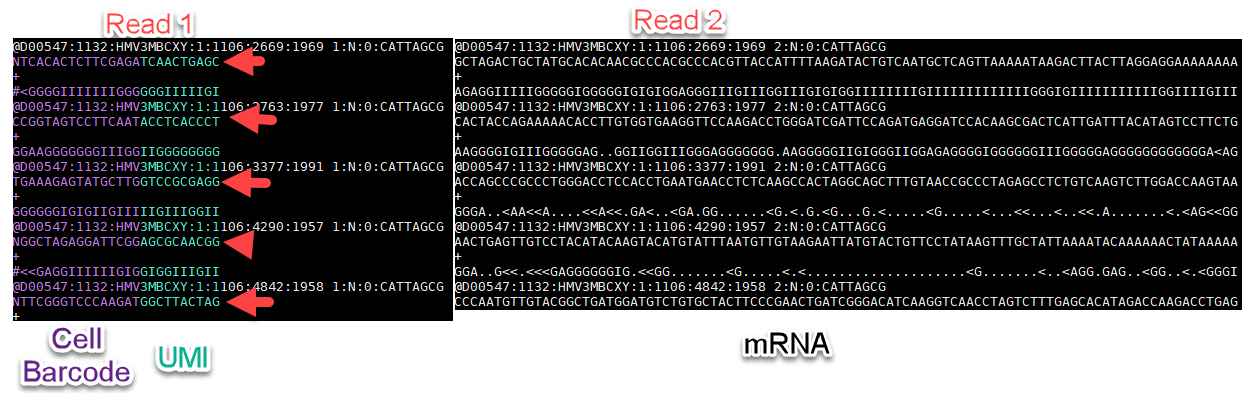 Read 1
Read 2
@D00547:1132:HMV3MBCXY:1:1106:2669:1969 1:N:0:CATTAGCG
NTCACACTCTTCGAGATCAACTGAGC
+
#<GGGGIIIIIIIGGGGGGGIIIIIGI
@D00547:1132:HMV3MBCXY:1:1106:2763:1977 1:N:0:CATTAGCG
CCGGTAGTCCTTCAATACCTCACCCT
+
GGAAGGGGGGGIIGGIIGGGGGGGG
@D00547:1132:HMV3MBCXY:1:1106:3377:1991 1:N:0:CATTAGCG
TGAAAGAGTATGCTTGGTCCGCGAGG
+
GGGGGGIGIGIIGIIIIIGIUIGGII
@D00547:1132:HMV3MBCXY:1:1106:4290:1957 1:N:0:CATTAGCG
NGGCTAGAGGATTCGGAGCGCAACGG
+
#<<GAGGIIIIIIGIGGIGGIIIGII
@D00547:1132:HMV3MBCXY:1:1106:4842:1958 1:N:0:CATTAGCG
NTTCGGGTCCCAAGATGGCTTACTAG
+
@D00547:1132:HMV3MBCXY:1:1106:2669:1969 2:N:0:CATTAGCG
GCTAGACTGCTATGCACACAACGCCCACGCCCACGTTACCATTTTAAGATACTGTCAATGCTCAGTTAAAAATAAGACTTACTTAGGAGGAAAAAAAA
+
AGAGGIIIIIGGGGGIGGGGGIGIGIGGAGGGIIIGIIIGGIIIGIGIGGIIIIIIIIGIIIIIIIIIIIIIGGGIGIIIIIIIIIIIGGIIIIGIII
@D00547:1132:HMV3MBCXY:1:1106:2763:1977 2:N:0:CATTAGCG
CACTACCAGAAAAACACCTTGTGGTGAAGGTTCCAAGACCTGGGATCGATTCCAGATGAGGATCCACAAGCGACTCATTGATTTACATAGTCCTTCTG
+
AAGGGGIGIIIGGGGGAG..GGIIGGIIIGGGAGGGGGGG.AAGGGGGIIGIGGGIIGGAGAGGGGIGGGGGGIIIGGGGGAGGGGGGGGGGGGA<AG
@D00547:1132:HMV3MBCXY:1:1106:3377:1991 2:N:0:CATTAGCG
ACCAGCCCGCCCTGGGACCTCCACCTGAATGAACCTCTCAAGCCACTAGGCAGCTTTGTAACCGCCCTAGAGCCTCTGTCAAGTCTTGGACCAAGTAA
+
GGGA..<AA<<A....<<A<<.GA<..<GA.GG......<G.<.G.<G...G.<.....<G.....<...<<...<..<<.A.......<.<AG<<GG
@D00547:1132:HMV3MBCXY:1:1106:4290:1957 2:N:0:CATTAGCG
AACTGAGTTGTCCTACATACAAGTACATGTATTTAATGTTGTAAGAATTATGTACTGTTCCTATAAGTTTGCTATTAAAATACAAAAAACTATAAAAA
+
GGA..G<<.<<<GAGGGGGGIG.<<GG.......<G.....<.<....................<G.......<..<AGG.GAG..<GG..<.<GGGI
@D00547:1132:HMV3MBCXY:1:1106:4842:1958 2:N:0:CATTAGCG
CCCAATGTTGTACGGCTGATGGATGTCTGTGCTACTTCCCGAACTGATCGGGACATCAAGGTCAACCTAGTCTTTGAGCACATAGACCAAGACCTGAG
Cell
Barcode
UMI
mRNA